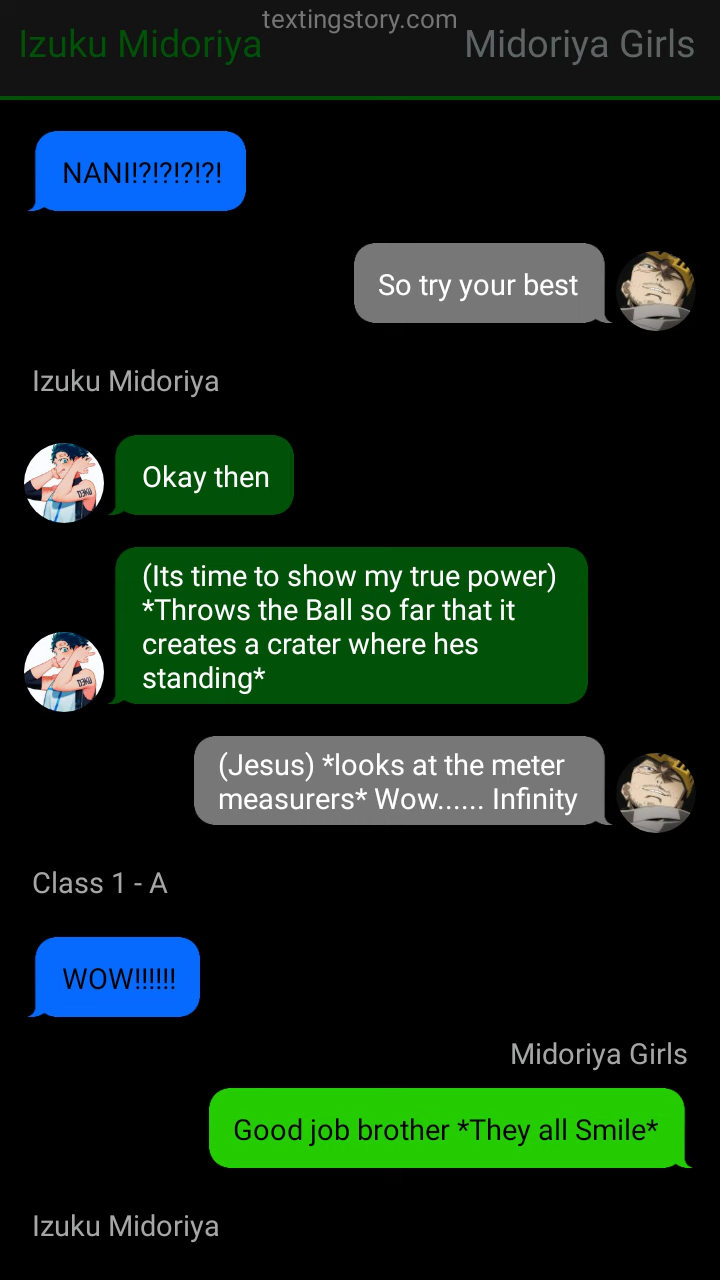 textingstory.com
Izuku Midoriya
Midoriya Girls
NANI!?!?!?!?!
So try your best
Izuku Midoriya
Okay then
(Its time to show my true power)
*Throws the Ball so far that it
creates a crater where hes
standing*
(Jesus) *looks at the meter
measurers* Wow...... Infinity
Class 1 - A
WOW!!!!!!
Midoriya Girls
Good job brother *They all Smile*
Izuku Midoriya